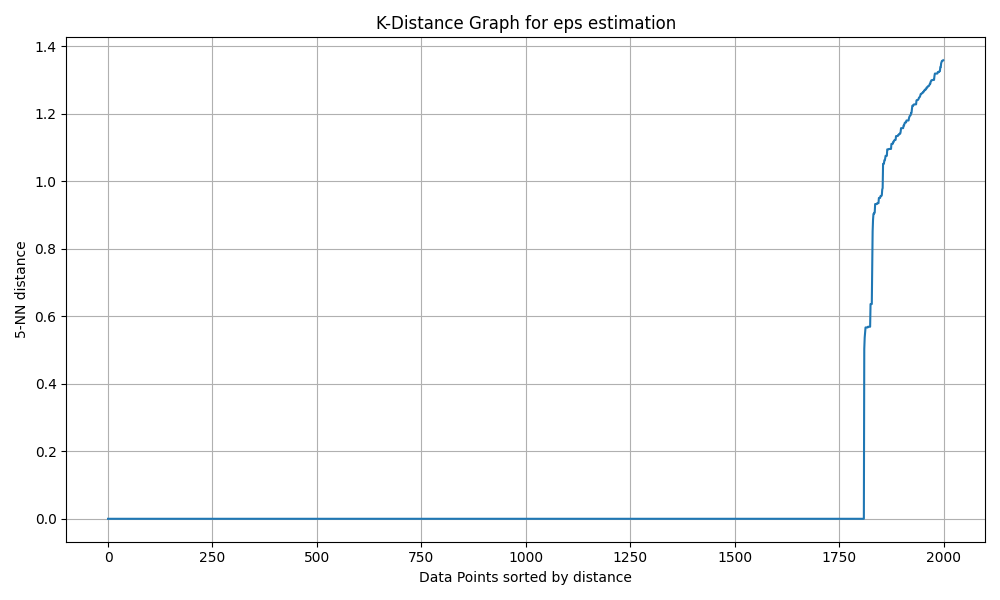 K-Distance Graph for eps estimation
1.4
1.2
1.0
0.8
0.6
0.4
0.2
0.0
5-NN distance
0 250 500 750 1000 1250 1500 1750 2000
Data Points sorted by distance